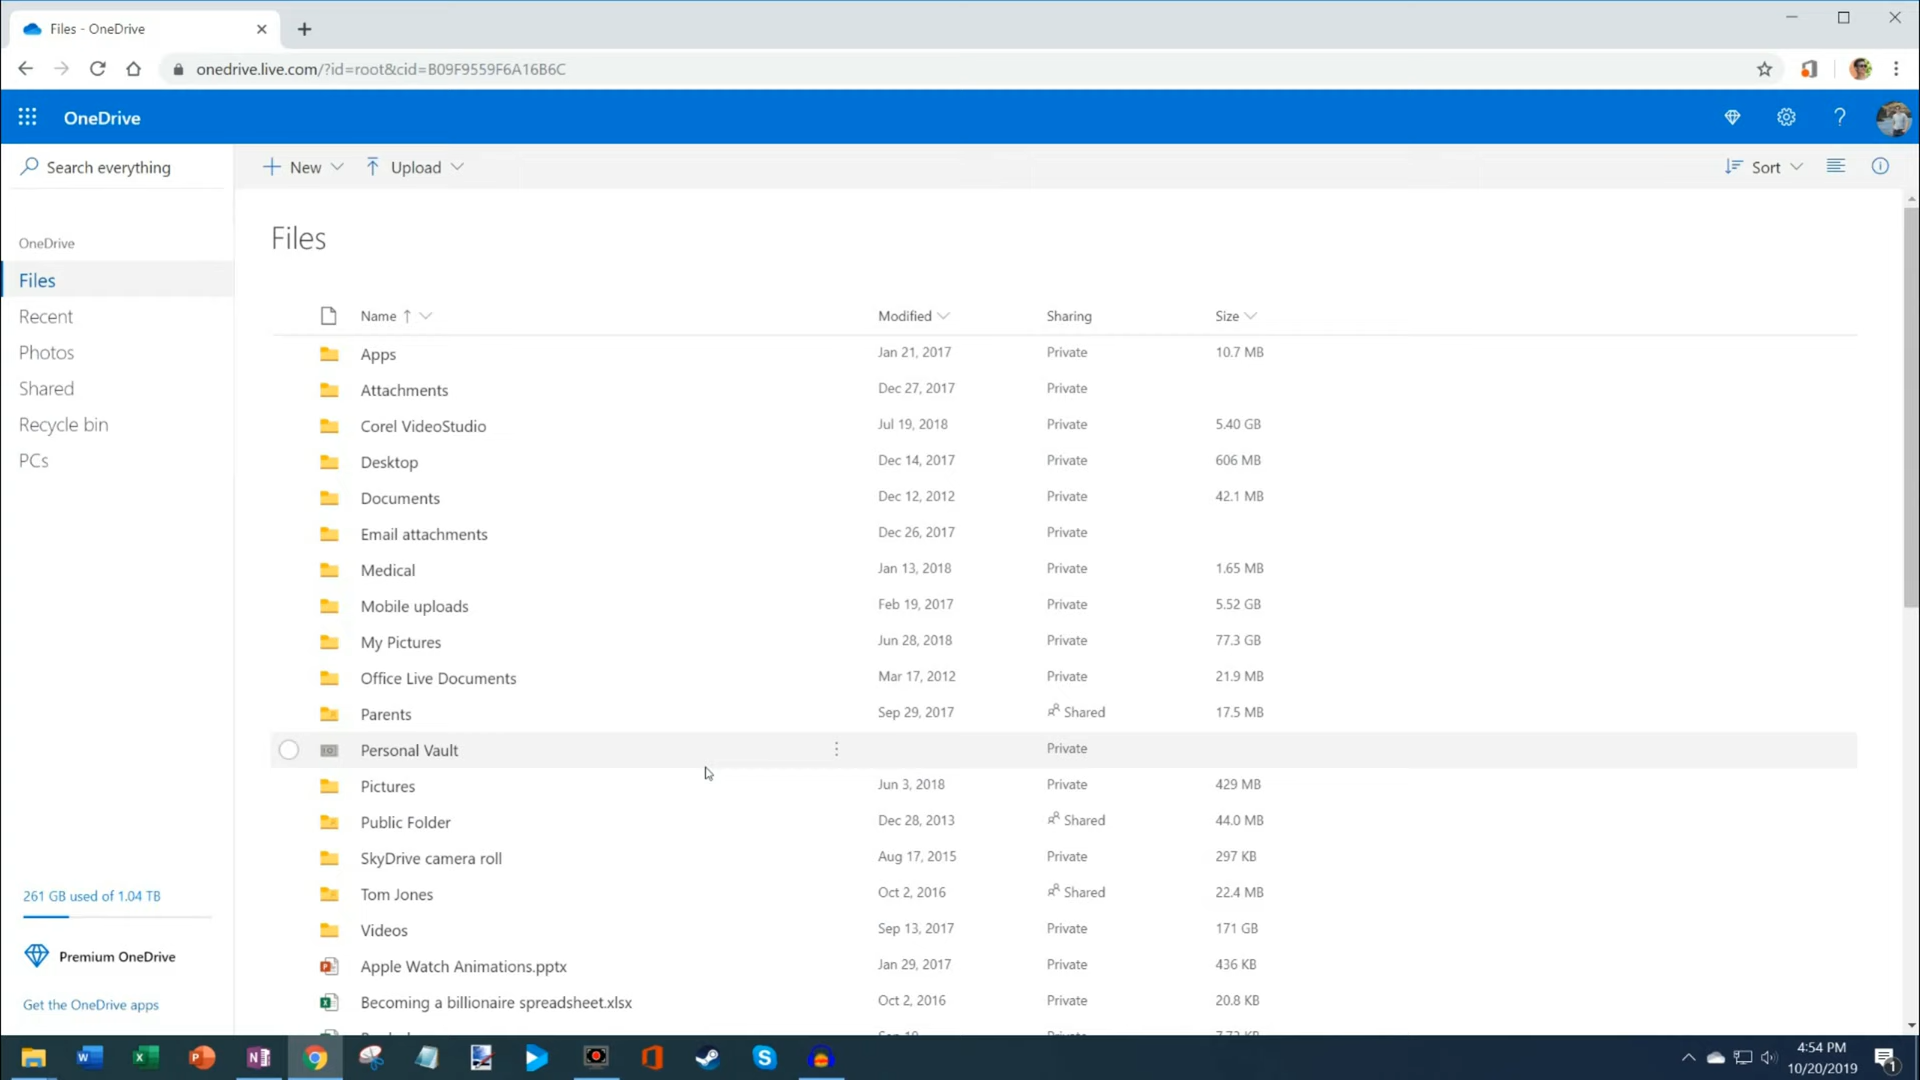 Files - OneDrive
onedrive.live.com/?id=root&cid=B09F9559F6A16B6C
OneDrive
Search everything
New
Upload
Sort
OneDrive
Files
Recent
Photos
Shared
Recycle bin
PCs
261 GB used of 1.04 TB
Premium OneDrive
Get the OneDrive apps
Files
Name Modified Sharing Size
Apps Jan 21, 2017 Private 10.7 MB
Attachments Dec 27, 2017 Private
Corel VideoStudio Jul 19, 2018 Private 5.40 GB
Desktop Dec 14, 2017 Private 606 MB
Documents Dec 12, 2012 Private 42.1 MB
Email attachments Dec 26, 2017 Private
Medical Jan 13, 2018 Private 1.65 MB
Mobile uploads Feb 19, 2017 Private 5.52 GB
My Pictures Jun 28, 2018 Private 77.3 GB
Office Live Documents Mar 17, 2012 Private 21.9 MB
Parents Sep 29, 2017 Shared 17.5 MB
Personal Vault Private
Pictures Jun 3, 2018 Private 429 MB
Public Folder Dec 28, 2013 Shared 44.0 MB
SkyDrive camera roll Aug 17, 2015 Private 297 KB
Tom Jones Oct 2, 2016 Shared 22.4 MB
Videos Sep 13, 2017 Private 171 GB
Apple Watch Animations.pptx Jan 29, 2017 Private 436 KB
Becoming a billionaire spreadsheet.xlsx Oct 2, 2016 Private 20.8 KB
4:54 PM
10/20/2019
1